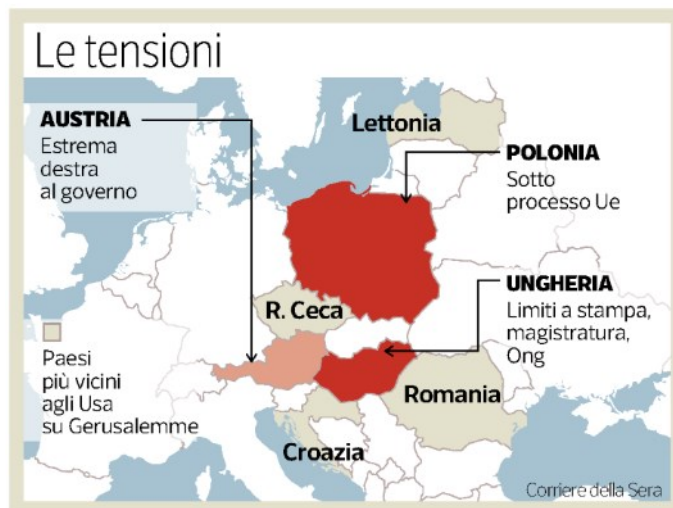 Le tensioni
AUSTRIA
Estrema
destra
al governo
Lettonia
POLONIA
Sotto
processo Ue
R. Ceca
UNGHERIA
Limiti a stampa,
magistratura,
Ong
Paesi
più vicini
agli Usa
su Gerusalemme
Romania
Croazia
Corriere della Sera